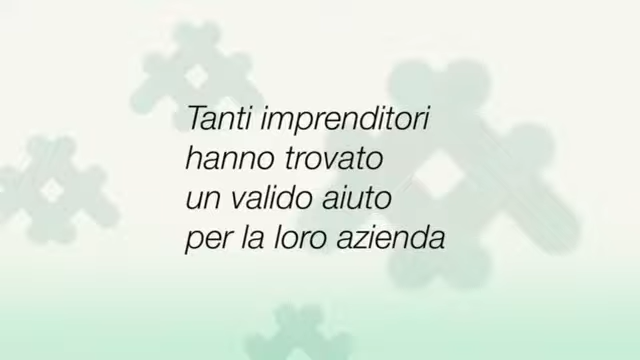 Tanti imprenditori
hanno trovato
un valido aiuto
per la loro azienda